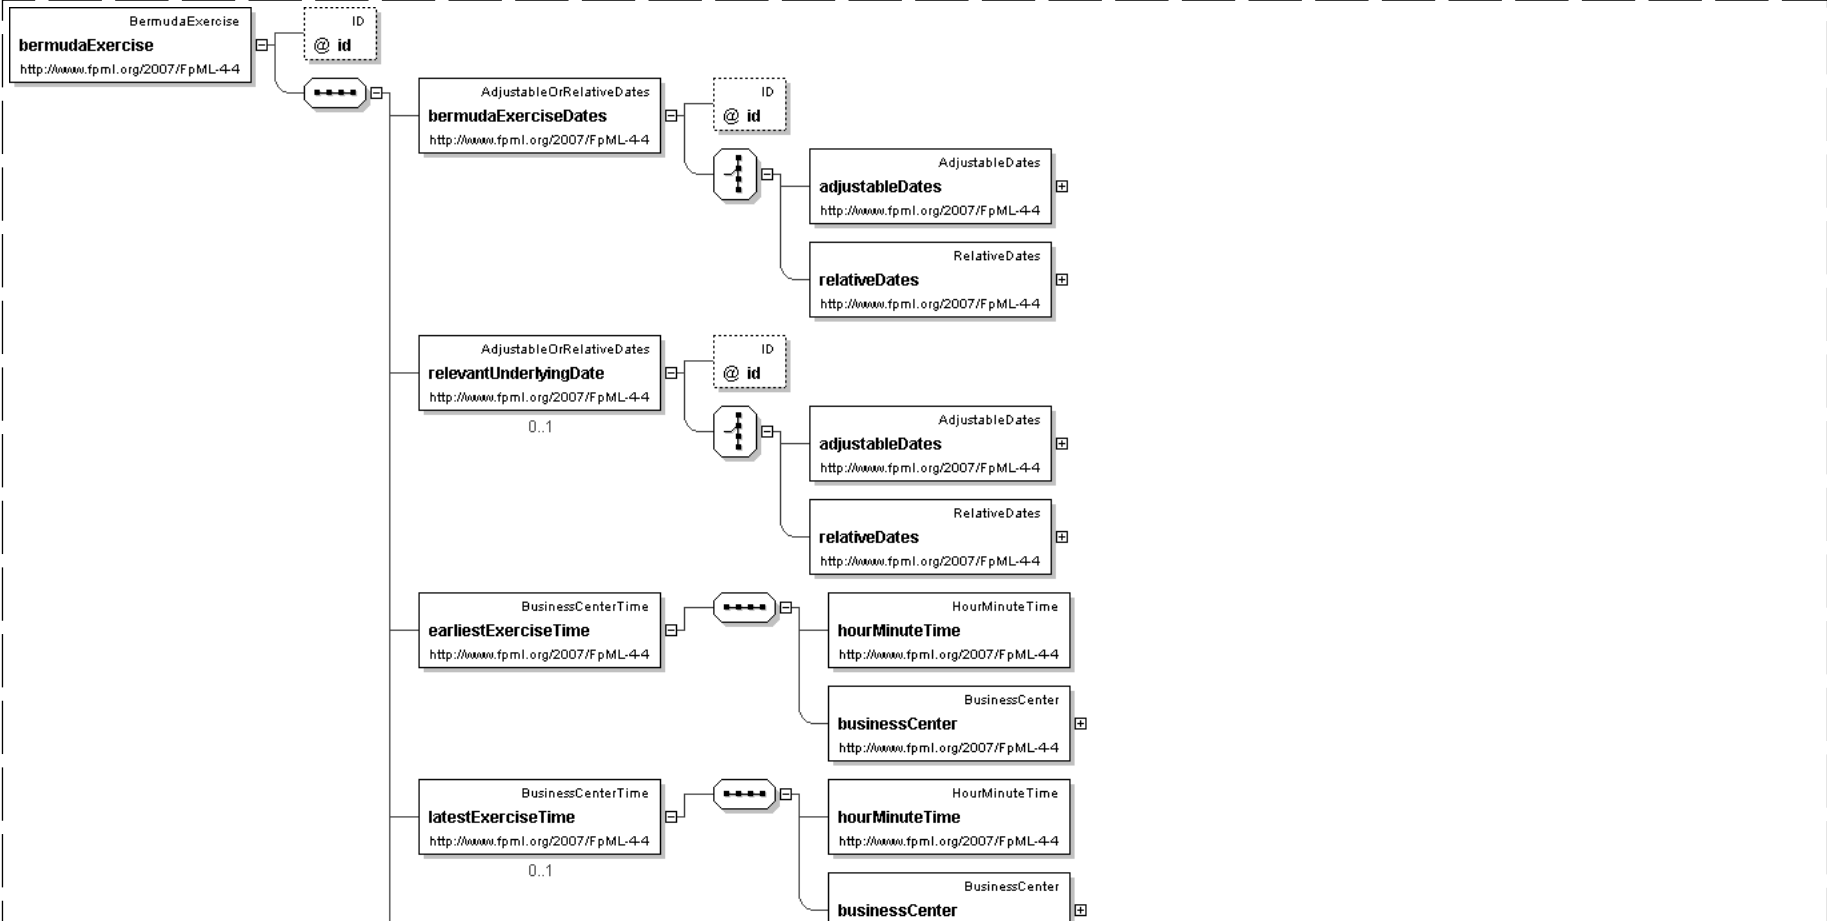 BermudaExercise
bermudaExercise
http://www.fpml.org/2007/FpML-4-4
ID
@ id
AdjustableOrRelativeDates
bermudaExerciseDates
http://www.fpml.org/2007/FpML-4-4
ID
@ id
AdjustableDates
adjustableDates
http://www.fpml.org/2007/FpML-4-4
RelativeDates
relativeDates
http://www.fpml.org/2007/FpML-4-4
AdjustableOrRelativeDates
relevantUnderlyingDate
http://www.fpml.org/2007/FpML-4-4
0..1
ID
@ id
AdjustableDates
adjustableDates
http://www.fpml.org/2007/FpML-4-4
RelativeDates
relativeDates
http://www.fpml.org/2007/FpML-4-4
BusinessCenterTime
earliestExerciseTime
http://www.fpml.org/2007/FpML-4-4
HourMinuteTime
hourMinuteTime
http://www.fpml.org/2007/FpML-4-4
BusinessCenter
businessCenter
http://www.fpml.org/2007/FpML-4-4
BusinessCenterTime
latestExerciseTime
http://www.fpml.org/2007/FpML-4-4
0..1
HourMinuteTime
hourMinuteTime
http://www.fpml.org/2007/FpML-4-4
BusinessCenter
businessCenter